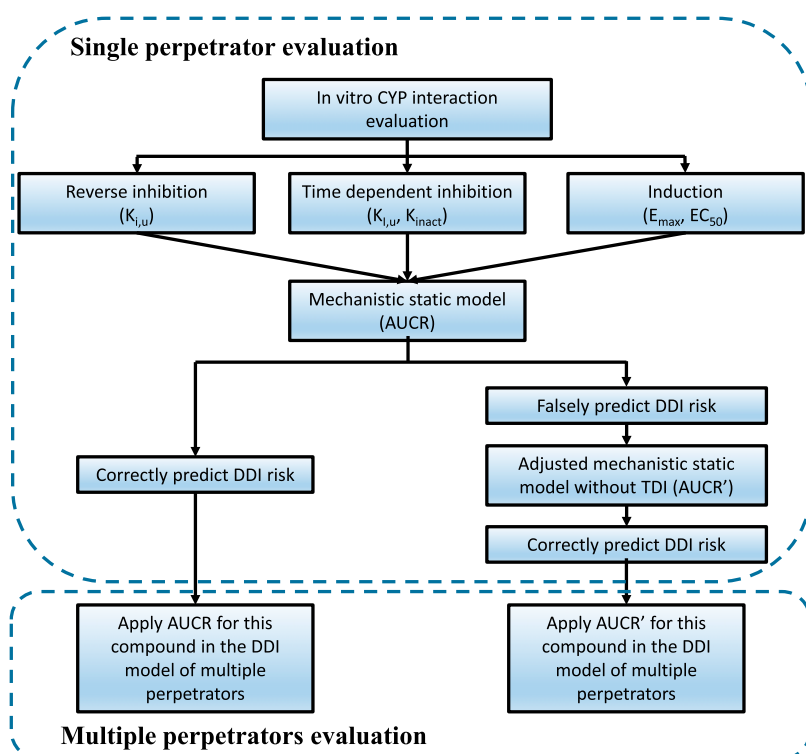 Single perpetrator evaluation
In vitro CYP interaction
evaluation
Reverse inhibition
(Ki,u)
Time dependent inhibition
(KI,u, Kinact)
Induction
(Emax, EC50)
Mechanistic static model
(AUCR)
Falsely predict DDI risk
Correctly predict DDI risk
Adjusted mechanistic static
model without TDI (AUCR’)
Correctly predict DDI risk
Apply AUCR for this
compound in the DDI
model of multiple
perpetrators
Apply AUCR’ for this
compound in the DDI
model of multiple
perpetrators
Multiple perpetrators evaluation